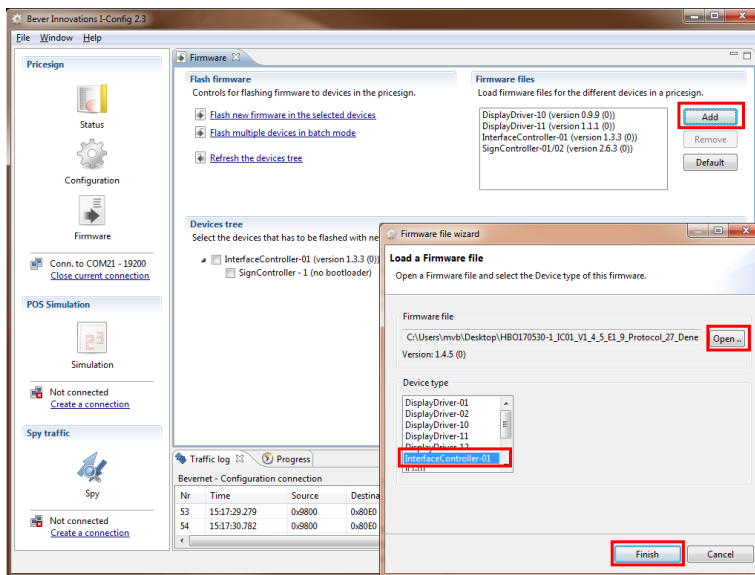 Bever Innovations I-Config 2.3
File Window Help
Pricesign
Status
Configuration
Firmware
Conn. to COM21 - 19200
Close current connection
POS Simulation
Simulation
Not connected
Create a connection
Spy traffic
Spy
Not connected
Create a connection
Firmware
Flash firmware
Controls for flashing firmware to devices in the pricesign.
Flash new firmware in the selected devices
Flash multiple devices in batch mode
Refresh the devices tree
Firmware files
Load firmware files for the different devices in a pricesign.
DisplayDriver-10 (version 0.9.9 (0))
DisplayDriver-11 (version 1.1.1 (0))
InterfaceController-01 (version 1.3.3 (0))
SignController-01/02 (version 2.6.3 (0))
Add
Remove
Default
Devices tree
Select the devices that has to be flashed with ne
InterfaceController-01 (version 1.3.3 (0))
SignController - 1 (no bootloader)
Traffic log Progress
Bevernet - Configuration connection
Nr Time Source Destina
53 15:17:29.279 0x9800 0x80E0
54 15:17:30.782 0x9800 0x80E0
Firmware file wizard
Load a Firmware file
Open a Firmware file and select the Device type of this firmware.
Firmware file
C:\Users\mvb\Desktop\HBO170530-1_IC01_V1_4_5_E1_9_Protocol_27_Dene
Open ..
Version: 1.4.5 (0)
Device type
DisplayDriver-01
DisplayDriver-02
DisplayDriver-10
DisplayDriver-11
DisplayDriver-12
InterfaceController-01
Finish
Cancel